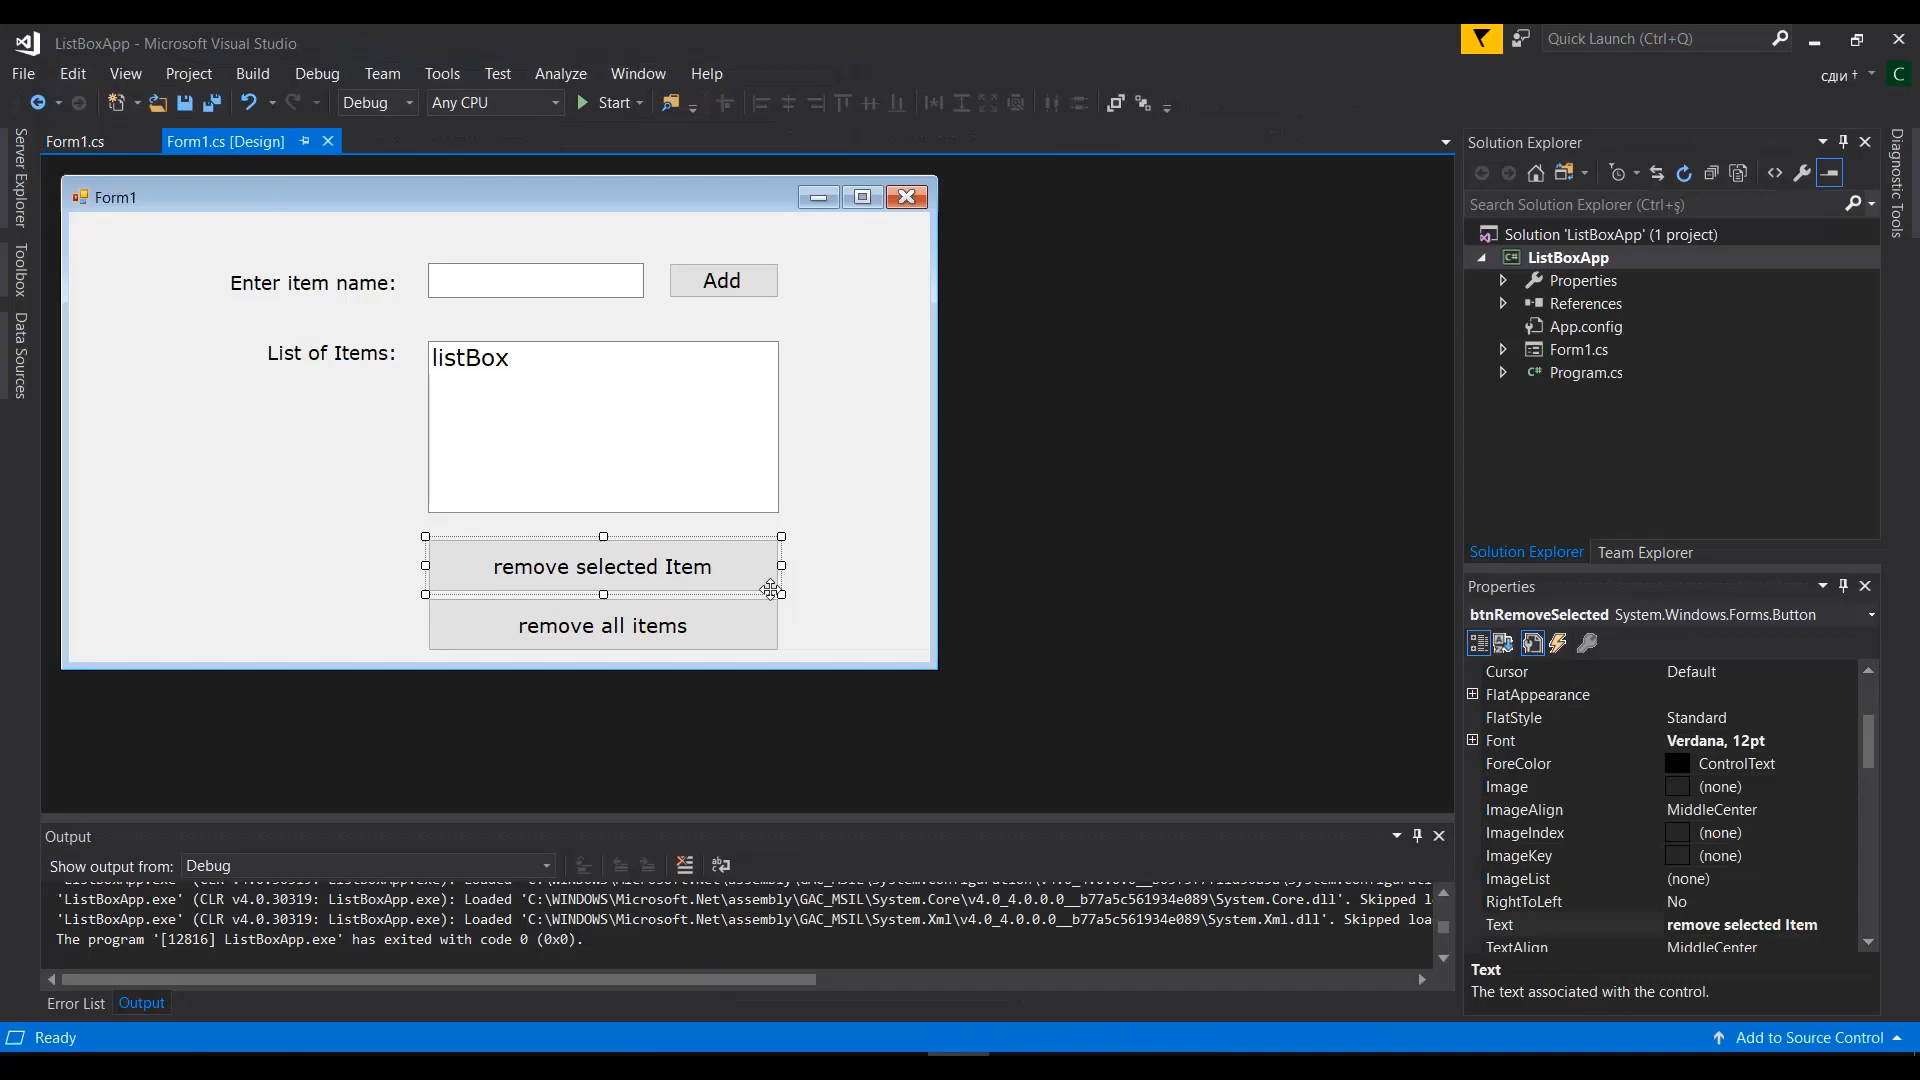 ListBoxApp - Microsoft Visual Studio
Quick Launch (Ctrl+Q)
File Edit View Project Build Debug Team Tools Test Analyze Window Help
C
Debug Any CPU Start
Form1.cs Form1.cs [Design]
Server Explorer
Toolbox
Data Sources
Form1
Enter item name: Add
List of Items: listBox
remove selected Item
remove all items
Solution Explorer
Search Solution Explorer (Ctrl+ş)
Solution 'ListBoxApp' (1 project)
C# ListBoxApp
Properties
References
App.config
Form1.cs
C# Program.cs
Solution Explorer Team Explorer
Diagnostic Tools
Properties
btnRemoveSelected System.Windows.Forms.Button
Cursor Default
FlatAppearance
FlatStyle Standard
Font Verdana, 12pt
ForeColor ControlText
Image (none)
ImageAlign MiddleCenter
ImageIndex (none)
ImageKey (none)
ImageList (none)
RightToLeft No
Text remove selected Item
TextAlign MiddleCenter
Text
The text associated with the control.
Output
Show output from: Debug
'ListBoxApp.exe' (CLR v4.0.30319: ListBoxApp.exe): Loaded 'C:\WINDOWS\Microsoft.Net\assembly\GAC_MSIL\System.Core\v4.0_4.0.0.0__b77a5c561934e089\System.Core.dll'. Skipped lo
'ListBoxApp.exe' (CLR v4.0.30319: ListBoxApp.exe): Loaded 'C:\WINDOWS\Microsoft.Net\assembly\GAC_MSIL\System.Xml\v4.0_4.0.0.0__b77a5c561934e089\System.Xml.dll'. Skipped loa
The program '[12816] ListBoxApp.exe' has exited with code 0 (0x0).
Error List Output
Ready
Add to Source Control